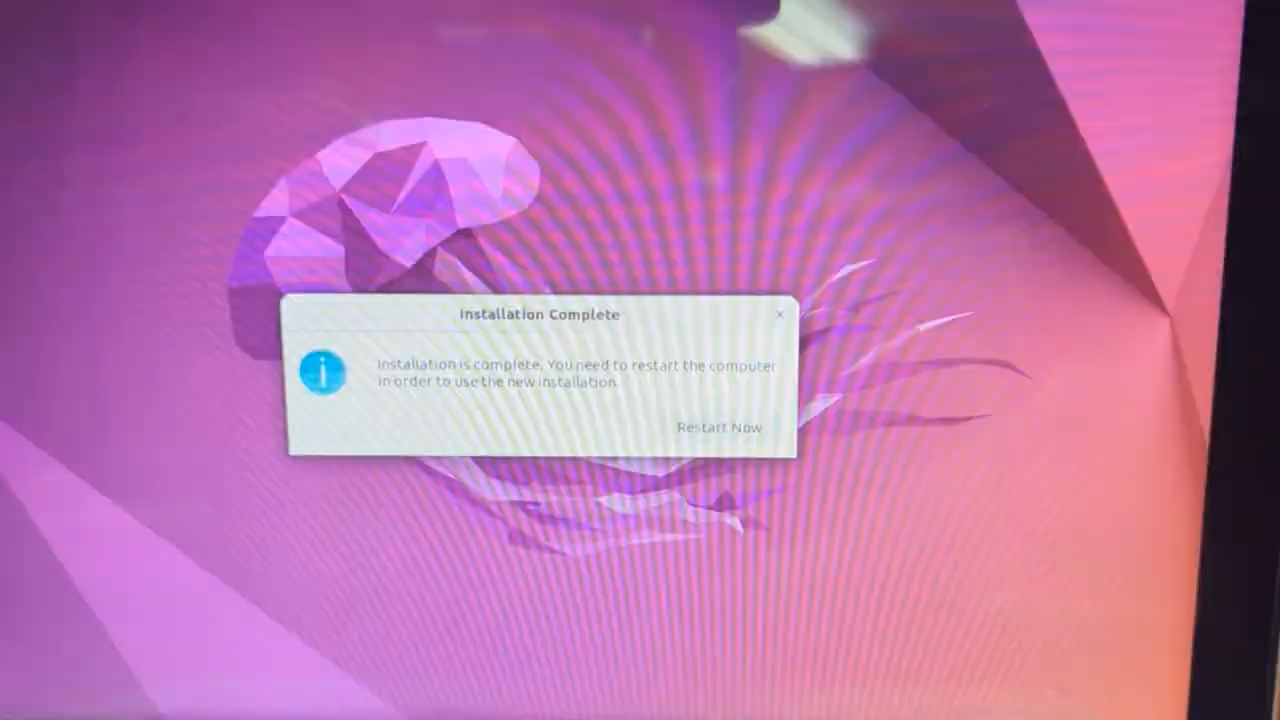 Installation Complete
Installation is complete. You need to restart the computer
in order to use the new installation.
Restart Now